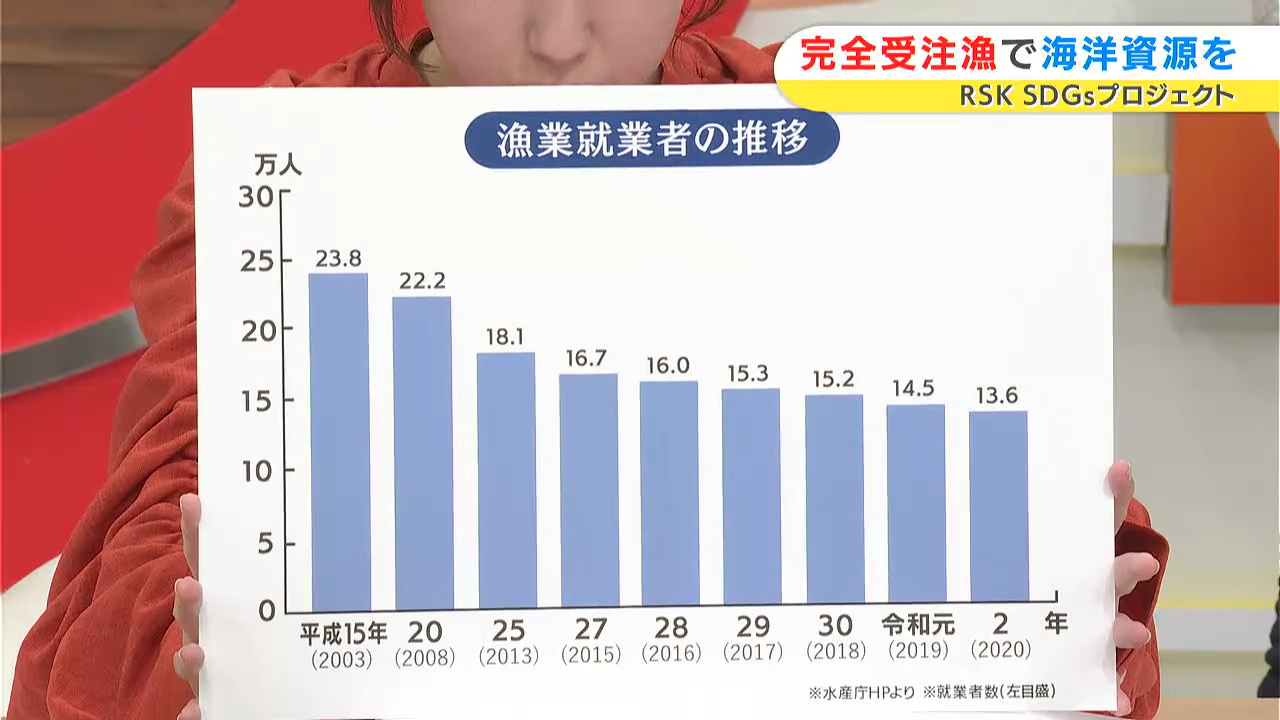 完全受注漁で海洋資源を
RSK SDGsプロジェクト
漁業就業者の推移
万人
30
25
20
15
10
5
0
23.8
22.2
18.1
16.7
16.0
15.3
15.2
14.5
13.6
平成15年 20 25 27 28 29 30 令和元 2 年
(2003) (2008) (2013) (2015) (2016) (2017) (2018) (2019) (2020)
※水産庁HPより ※就業者数(左目盛)